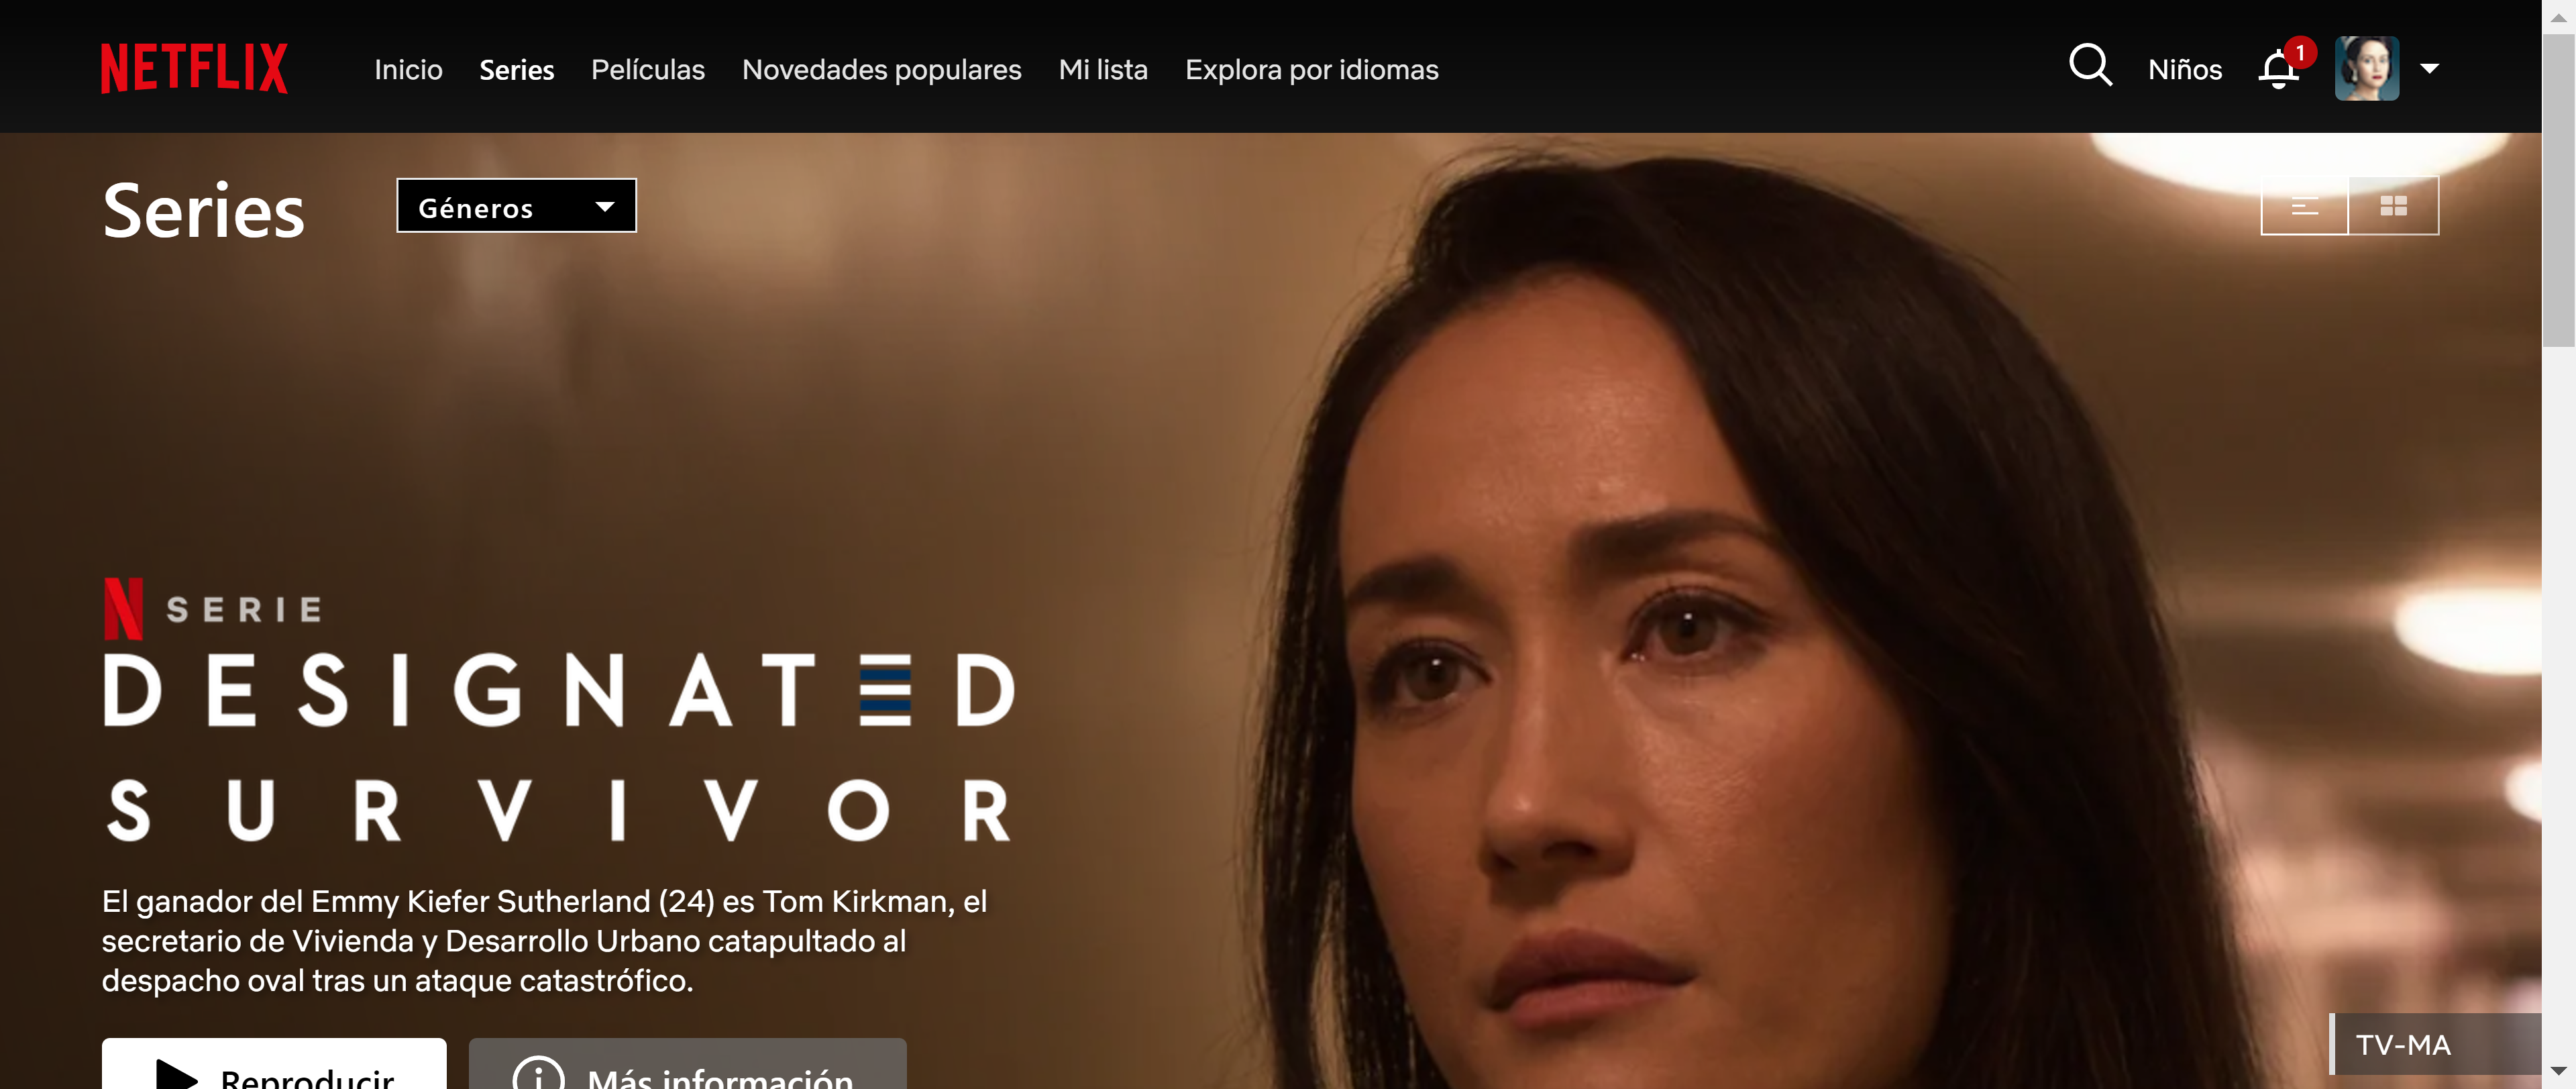 NETFLIX
Inicio
Series
Películas
Novedades populares
Mi lista
Explora por idiomas
Niños
1
Series
Géneros
N SERIE
DESIGNATED
SURVIVOR
El ganador del Emmy Kiefer Sutherland (24) es Tom Kirkman, el
secretario de Vivienda y Desarrollo Urbano catapultado al
despacho oval tras un ataque catastrófico.
Reproducir
Más información
TV-MA